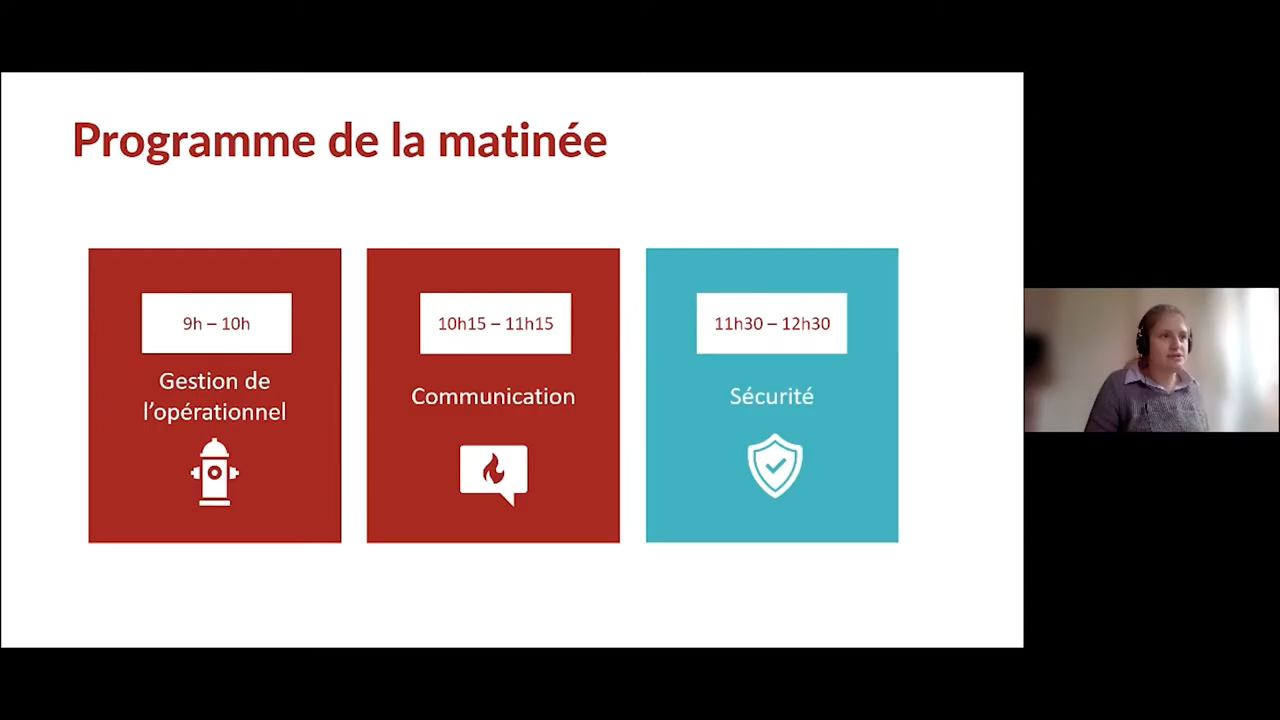 Programme de la matinée
9h – 10h
Gestion de
l’opérationnel
10h15 – 11h15
Communication
11h30 – 12h30
Sécurité